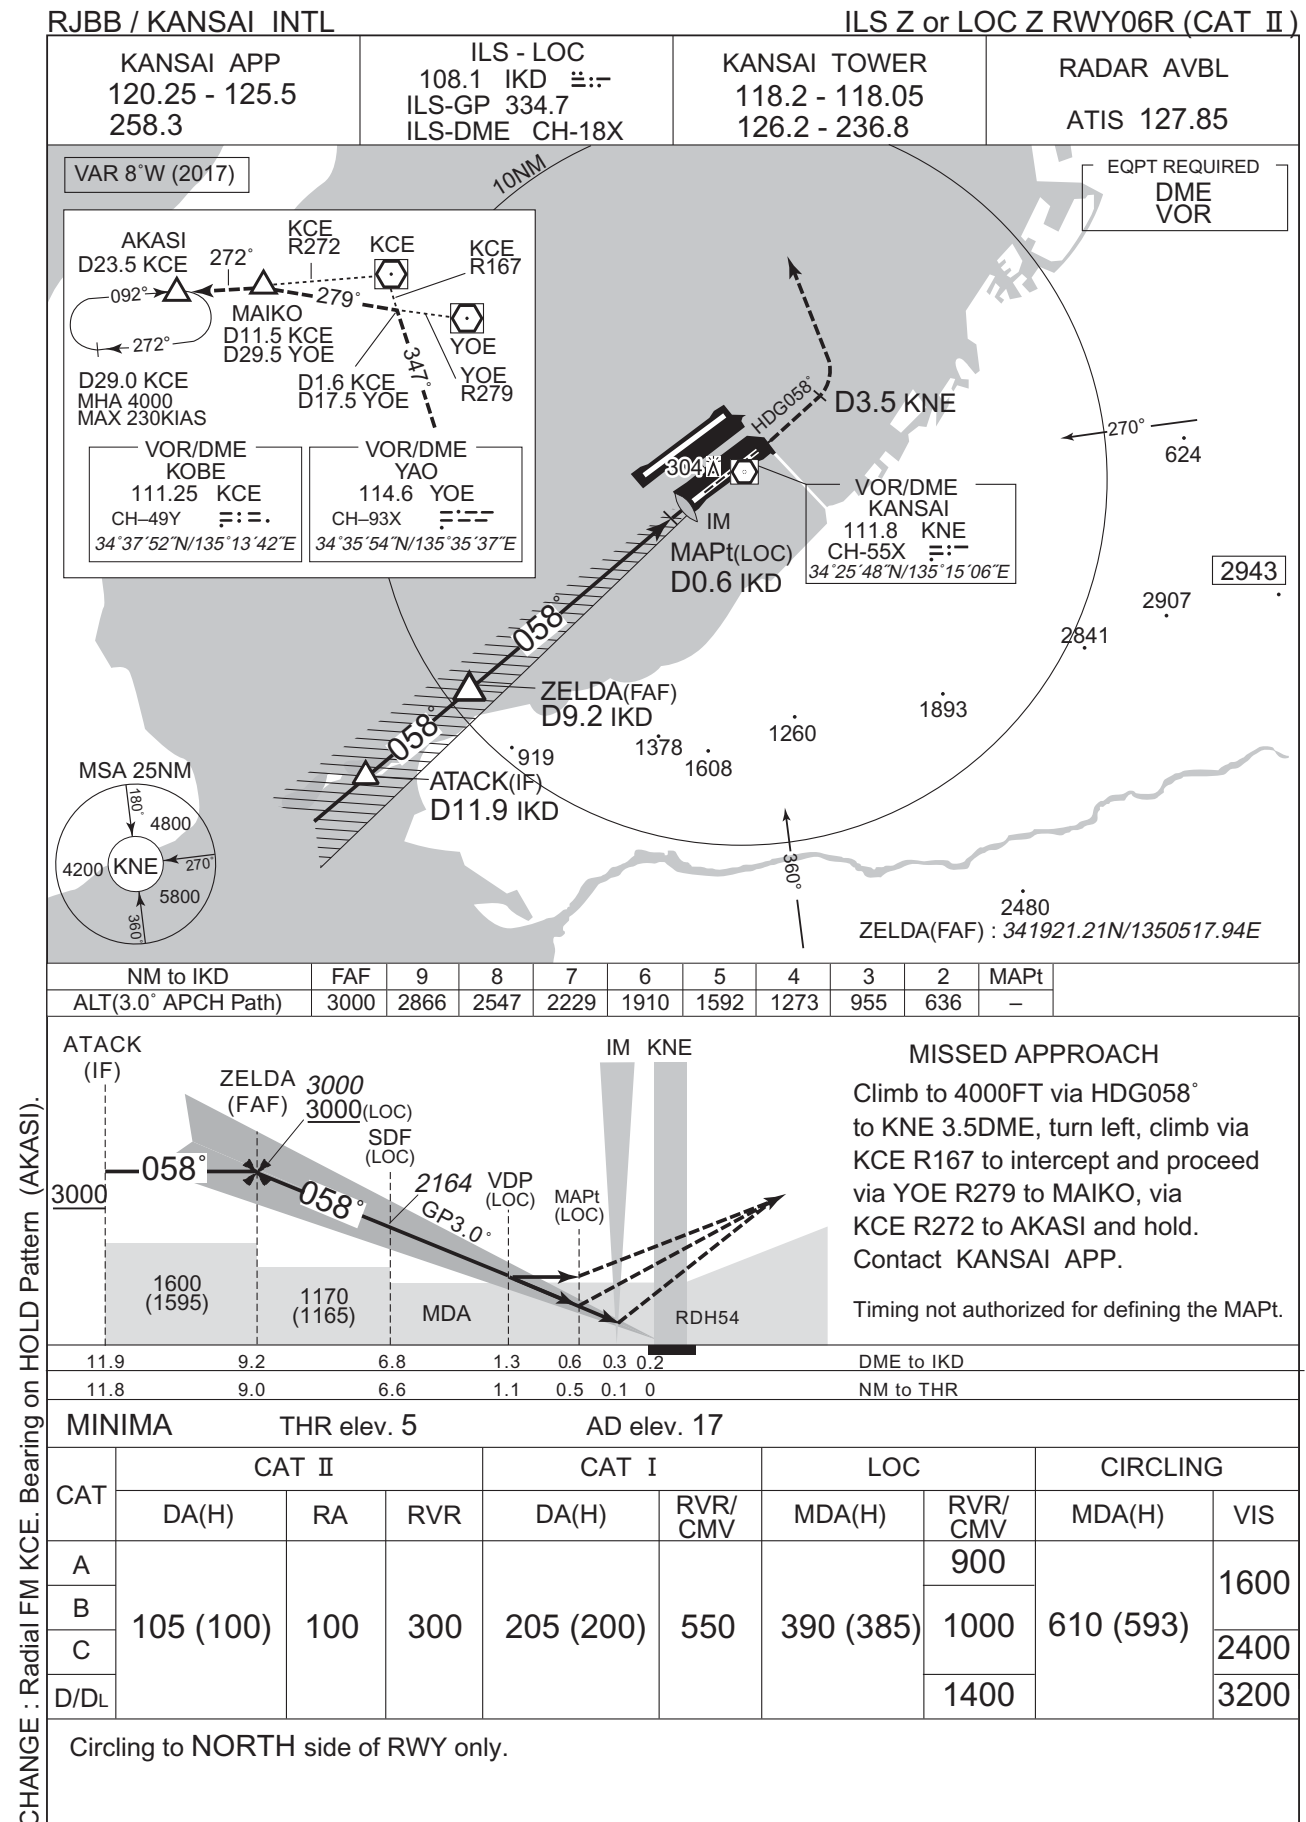 RJBB / KANSAI INTL
ILS Z or LOC Z RWY06R (CAT Ⅱ)
KANSAI APP
120.25 - 125.5
258.3
ILS - LOC
108.1 IKD
ILS-GP 334.7
ILS-DME CH-18X
KANSAI TOWER
118.2 - 118.05
126.2 - 236.8
RADAR AVBL
ATIS 127.85
VAR 8˚W (2017)
10NM
EQPT REQUIRED
DME
VOR
AKASI
D23.5 KCE
272˚
KCE
R272
KCE
KCE
R167
092˚
279˚
MAIKO
D11.5 KCE
D29.5 YOE
272˚
YOE
347˚
D29.0 KCE
MHA 4000
MAX 230KIAS
D1.6 KCE
D17.5 YOE
YOE
R279
VOR/DME
KOBE
111.25 KCE
CH–49Y
34˚37´52˝N/135˚13´42˝E
VOR/DME
YAO
114.6 YOE
CH–93X
34˚35´54˝N/135˚35´37˝E
HDG058˚
D3.5 KNE
270˚
624
304
IM
MAPt(LOC)
D0.6 IKD
VOR/DME
KANSAI
111.8 KNE
CH-55X
34˚25´48˝N/135˚15´06˝E
2943
2907
2841
058˚
ZELDA(FAF)
D9.2 IKD
1893
1260
1378
1608
919
058˚
ATACK(IF)
D11.9 IKD
MSA 25NM
180˚
4800
4200
KNE
270˚
5800
360˚
360˚
2480
ZELDA(FAF) : 341921.21N/1350517.94E
NM to IKD FAF 9 8 7 6 5 4 3 2 MAPt
ALT(3.0˚ APCH Path) 3000 2866 2547 2229 1910 1592 1273 955 636 –
ATACK
(IF)
ZELDA
(FAF)
3000
3000(LOC)
SDF
(LOC)
IM KNE
058˚
3000
058˚
2164
GP3.0˚
VDP
(LOC)
MAPt
(LOC)
1600
(1595)
1170
(1165)
MDA
RDH54
MISSED APPROACH
Climb to 4000FT via HDG058˚
to KNE 3.5DME, turn left, climb via
KCE R167 to intercept and proceed
via YOE R279 to MAIKO, via
KCE R272 to AKASI and hold.
Contact KANSAI APP.
Timing not authorized for defining the MAPt.
11.9 9.2 6.8 1.3 0.6 0.3 0.2 DME to IKD
11.8 9.0 6.6 1.1 0.5 0.1 0 NM to THR
MINIMA THR elev. 5 AD elev. 17
CAT
CAT Ⅱ CAT Ⅰ LOC CIRCLING
DA(H) RA RVR DA(H) RVR/
CMV MDA(H) RVR/
CMV MDA(H) VIS
A
B
C
D/DL
105 (100) 100 300 205 (200) 550 390 (385)
900
1000
1400
610 (593)
1600
2400
3200
Circling to NORTH side of RWY only.
CHANGE : Radial FM KCE. Bearing on HOLD Pattern (AKASI).